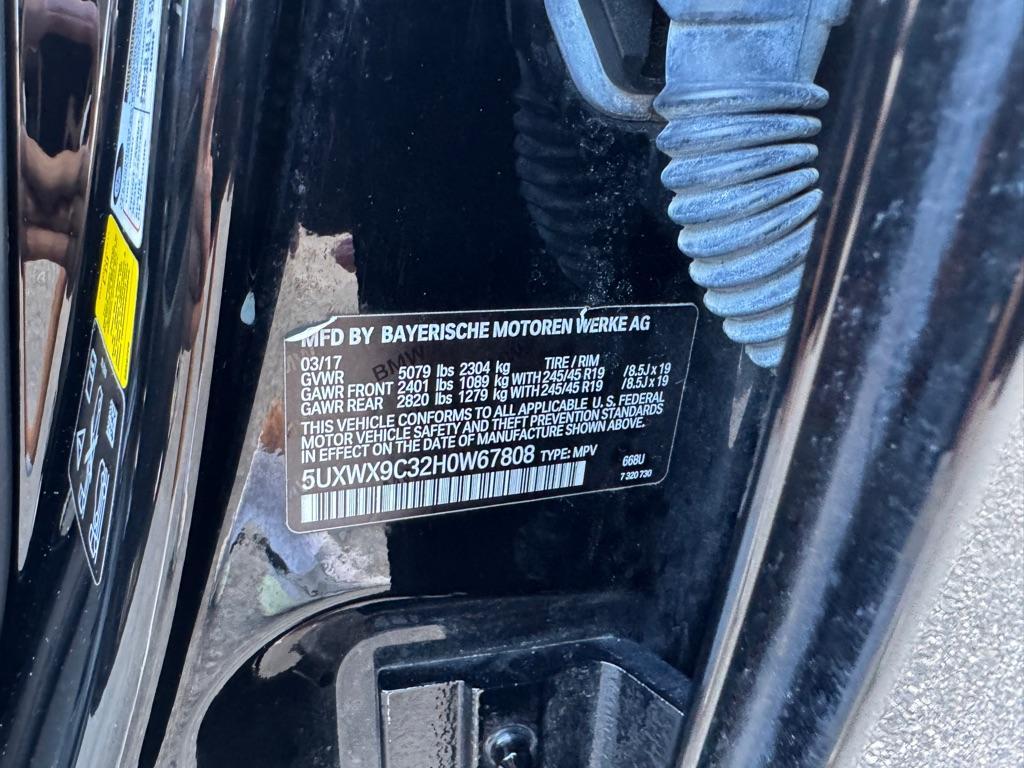 MFD BY BAYERISCHE MOTOREN WERKE AG
03/17 TIRE / RIM
GVWR 5079 lbs 2304 kg
GAWR FRONT 2401 lbs 1089 kg WITH 245/45 R19 /8.5J x 19
GAWR REAR 2820 lbs 1279 kg WITH 245/45 R19 /8.5J x 19
THIS VEHICLE CONFORMS TO ALL APPLICABLE U. S. FEDERAL
MOTOR VEHICLE SAFETY AND THEFT PREVENTION STANDARDS
IN EFFECT ON THE DATE OF MANUFACTURE SHOWN ABOVE.
5UXWX9C32H0W67808 TYPE: MPV 668U
7 320 730
BMW